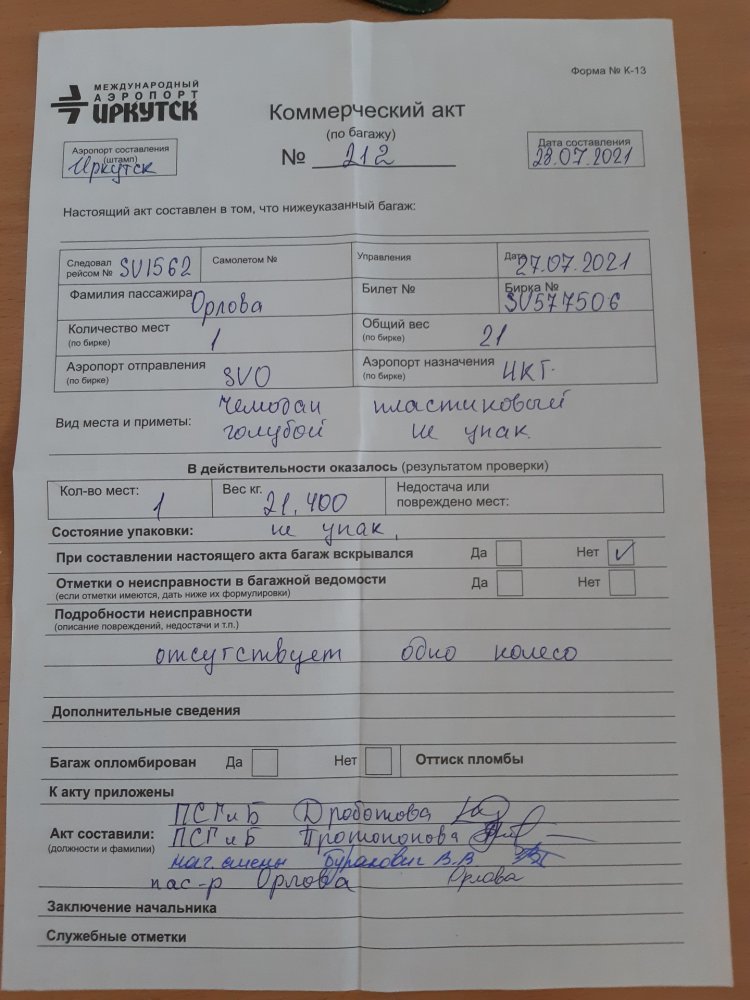 Форма № К-13
МЕЖДУНАРОДНЫЙ
АЭРОПОРТ
ИРКУТСК
Коммерческий акт
(по багажу)
№ 212
Аэропорт составления
(штамп)
Иркутск
Дата составления
28.07.2021
Настоящий акт составлен в том, что нижеуказанный багаж:
Следовал рейсом № SU1562 Самолетом № Управления Дата 27.07.2021
Фамилия пассажира Орлова Билет № Бирка № SU577506
Количество мест (по бирке) 1 Общий вес (по бирке) 21
Аэропорт отправления (по бирке) SVO Аэропорт назначения (по бирке) ИКТ
Вид места и приметы: чемодан пластиковый
голубой не упак.
В действительности оказалось (результатом проверки)
Кол-во мест: 1 Вес кг. 21,400 Недостача или
повреждено мест:
Состояние упаковки: не упак.
При составлении настоящего акта багаж вскрывался Да Нет ✓
Отметки о неисправности в багажной ведомости Да Нет
(если отметки имеются, дать ниже их формулировки)
Подробности неисправности
(описание повреждений, недостачи и т.п.)
отсутствует одно колесо
Дополнительные сведения
Багаж опломбирован Да Нет Оттиск пломбы
К акту приложены
ПСГиБ Дроботова
Акт составили: ПСГиБ Протопопова
(должности и фамилии)
нач. смены Буракович В.В
пас-р Орлова Орлова
Заключение начальника
Служебные отметки